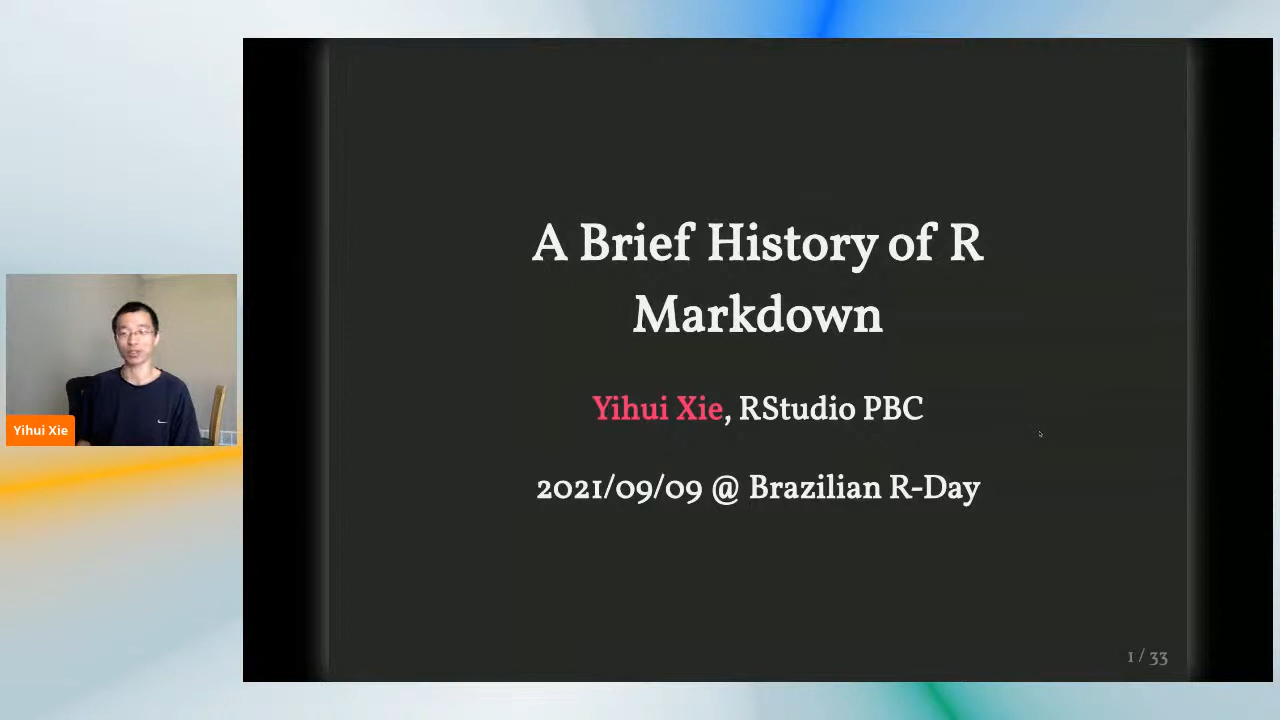 A Brief History of R
Markdown
Yihui Xie, RStudio PBC
2021/09/09 @ Brazilian R-Day
Yihui Xie
1 / 33